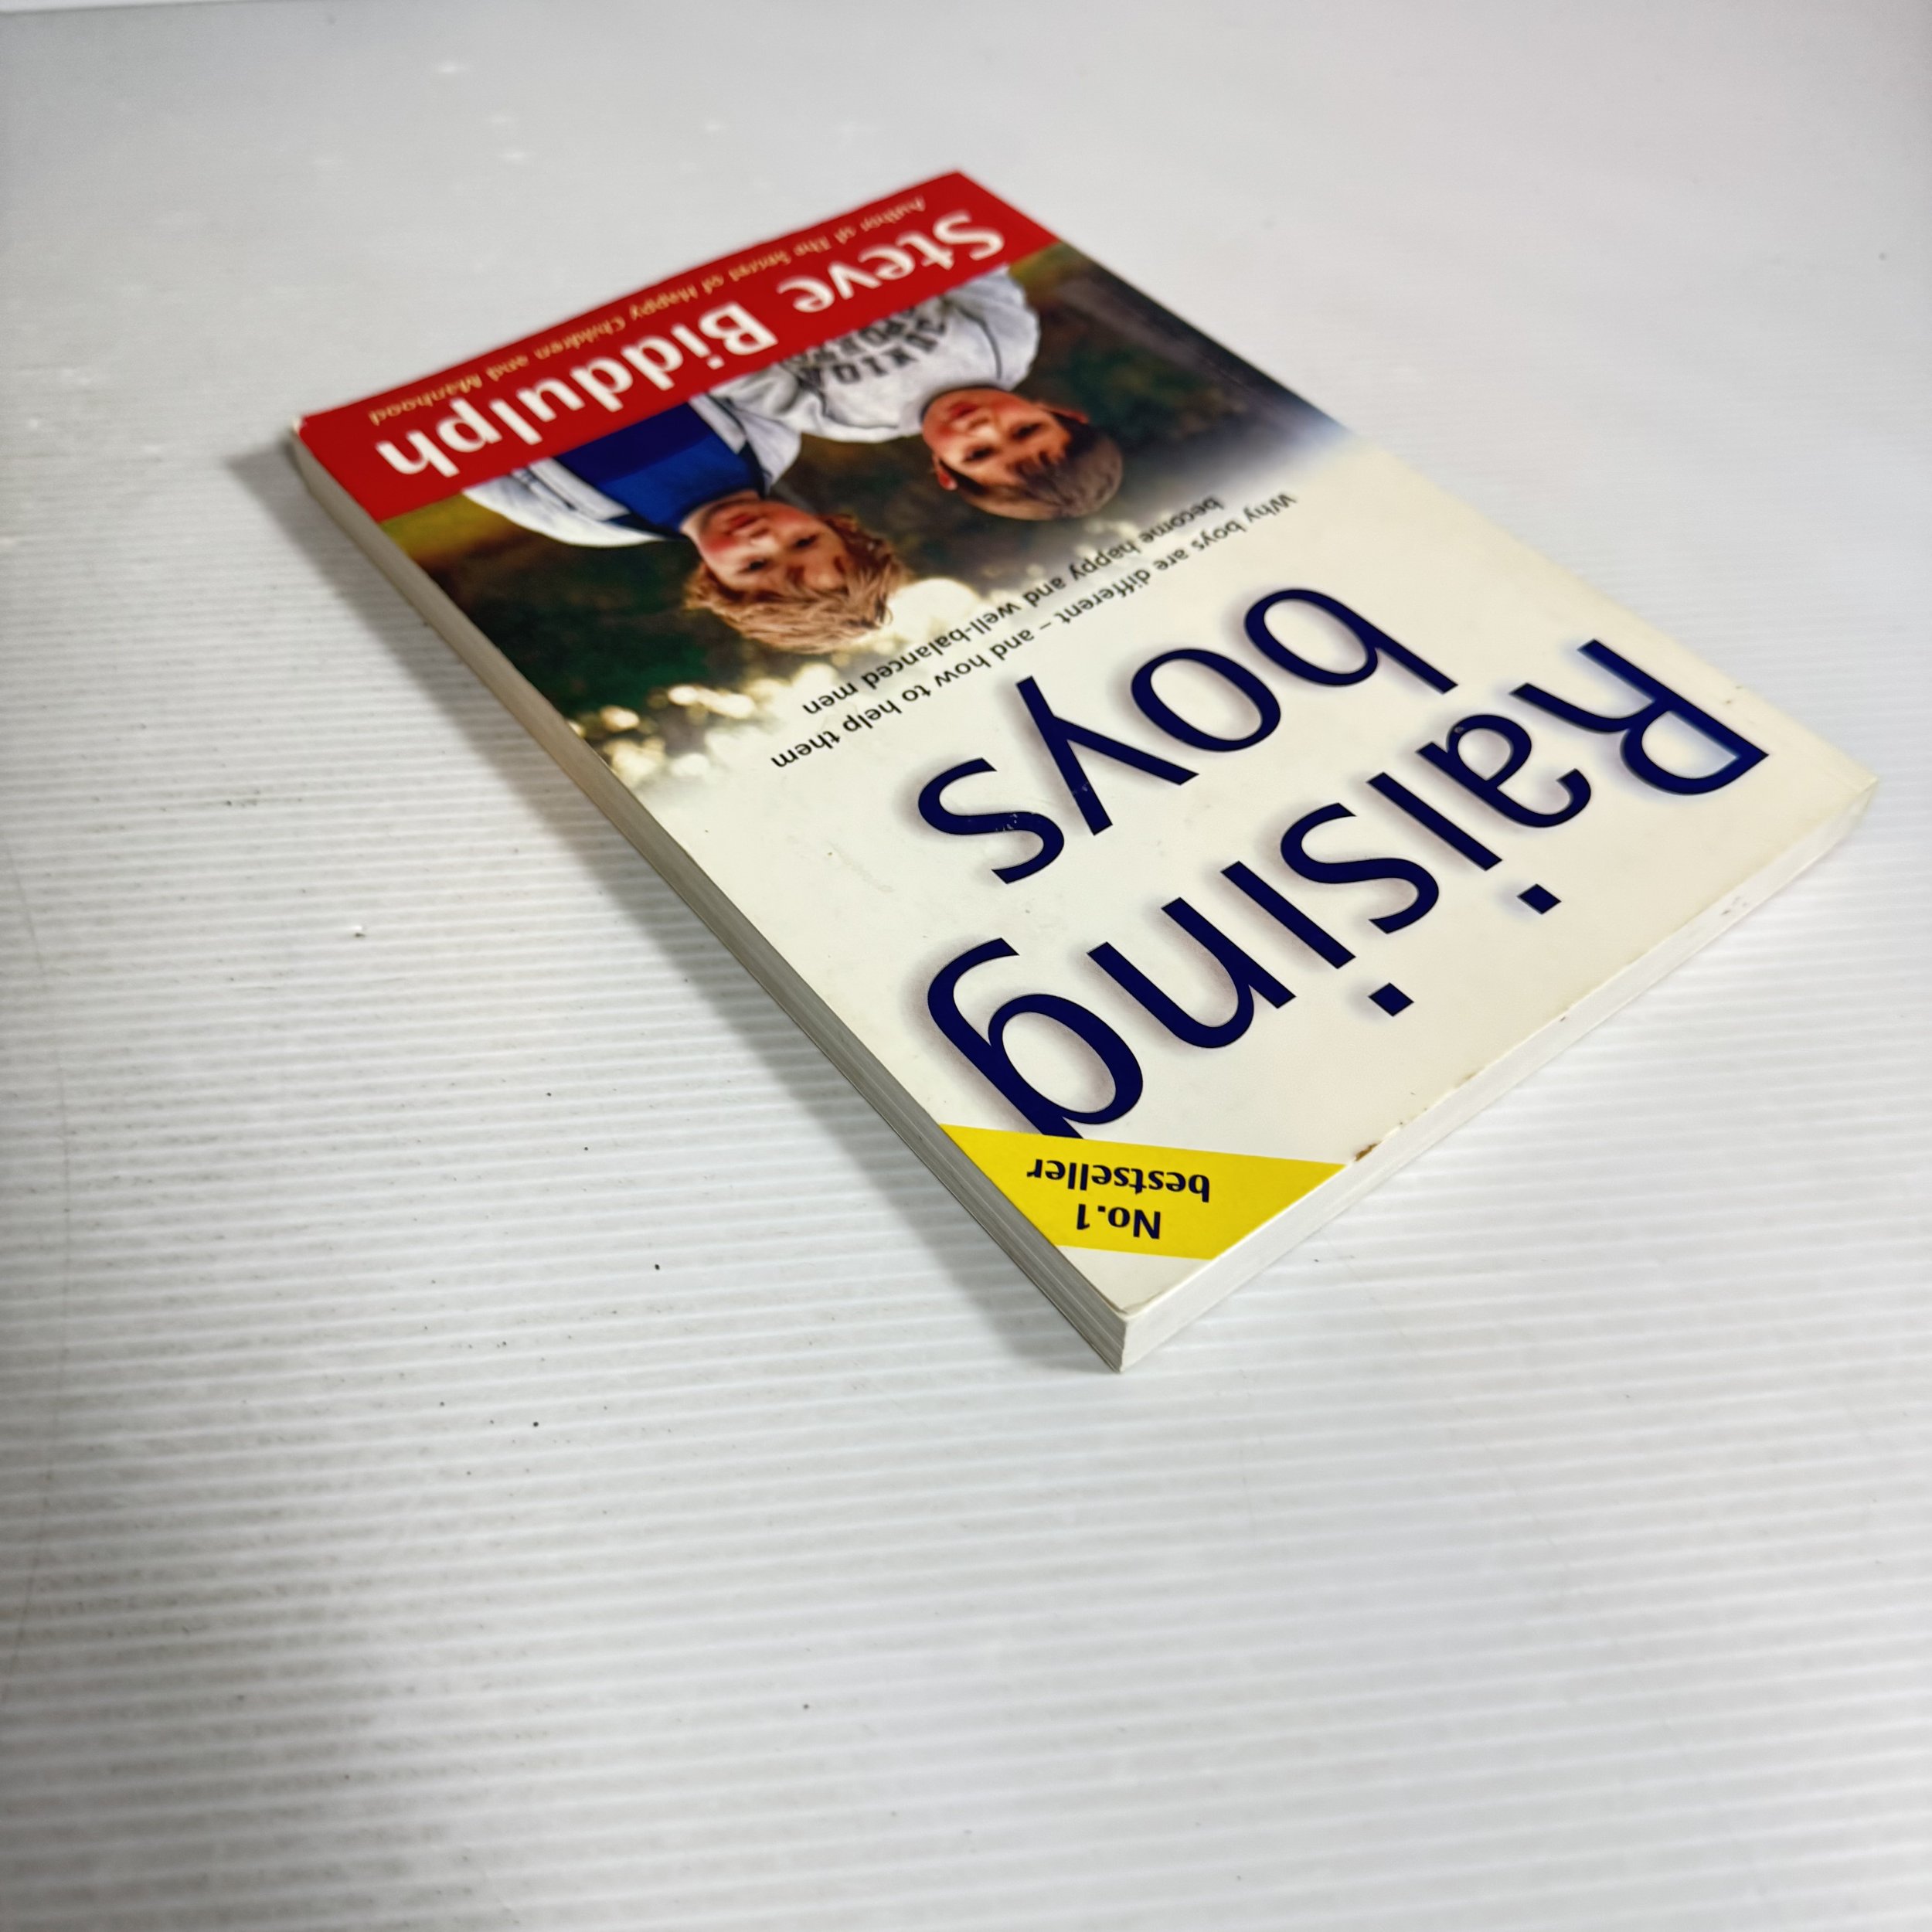 No.1
bestseller
Raising
boys
Why boys are different – and how to help them
become happy and well-balanced men
Steve Biddulph
Author of The Secret of Happy Children and Manhood